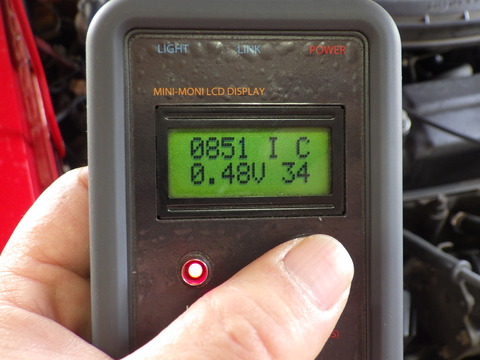 LIGHT LINK POWER
MINI-MONI LCD DISPLAY
0851 I C
0.48V 34